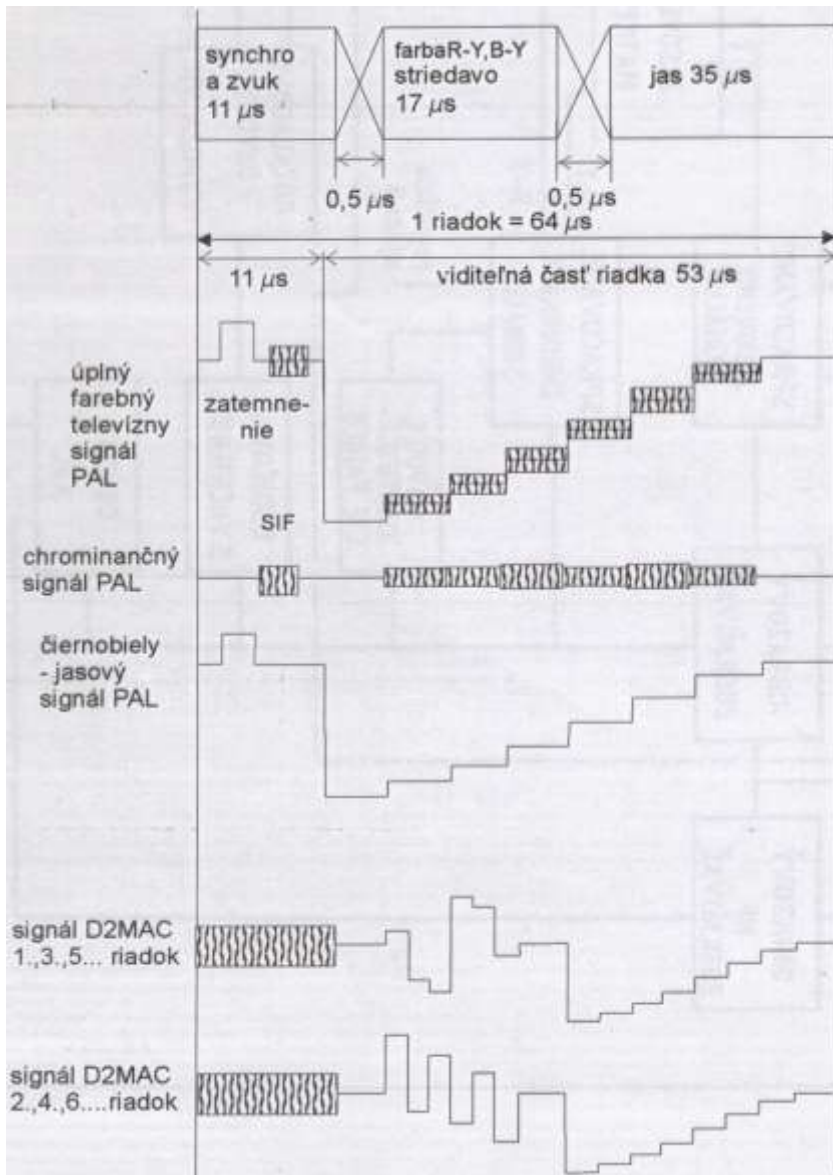 synchro
a zvuk
11 µs
farbaR-Y,B-Y
striedavo
17 µs
jas 35 µs
0,5 µs
0,5 µs
1 riadok = 64 µs
11 µs
viditeľná časť riadka 53 µs
úplný
farebný
televízny
signál
PAL
zatemne-
nie
SIF
chrominančný
signál PAL
čiernobiely
- jasový
signál PAL
signál D2MAC
1.,3.,5... riadok
signál D2MAC
2.,4.,6....riadok